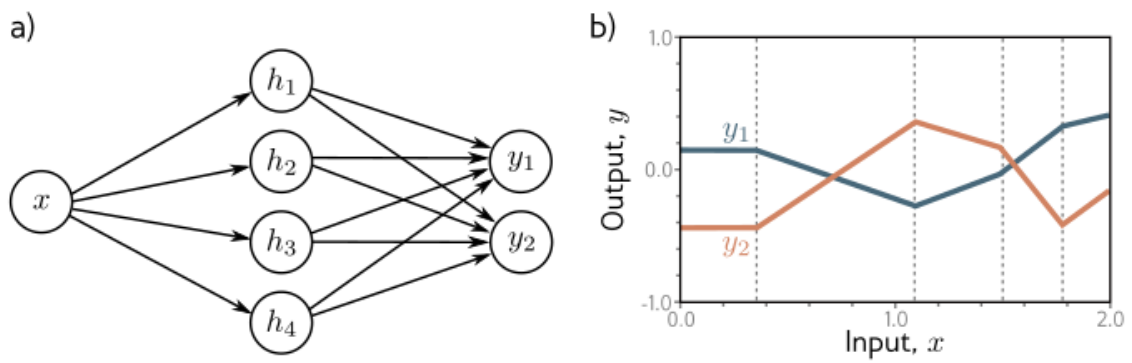 a)
h₁
h₂
h₃
h₄
x
y₁
y₂
b)
1.0
0.0
-1.0
Output, y
y₁
y₂
0.0
1.0
2.0
Input, x